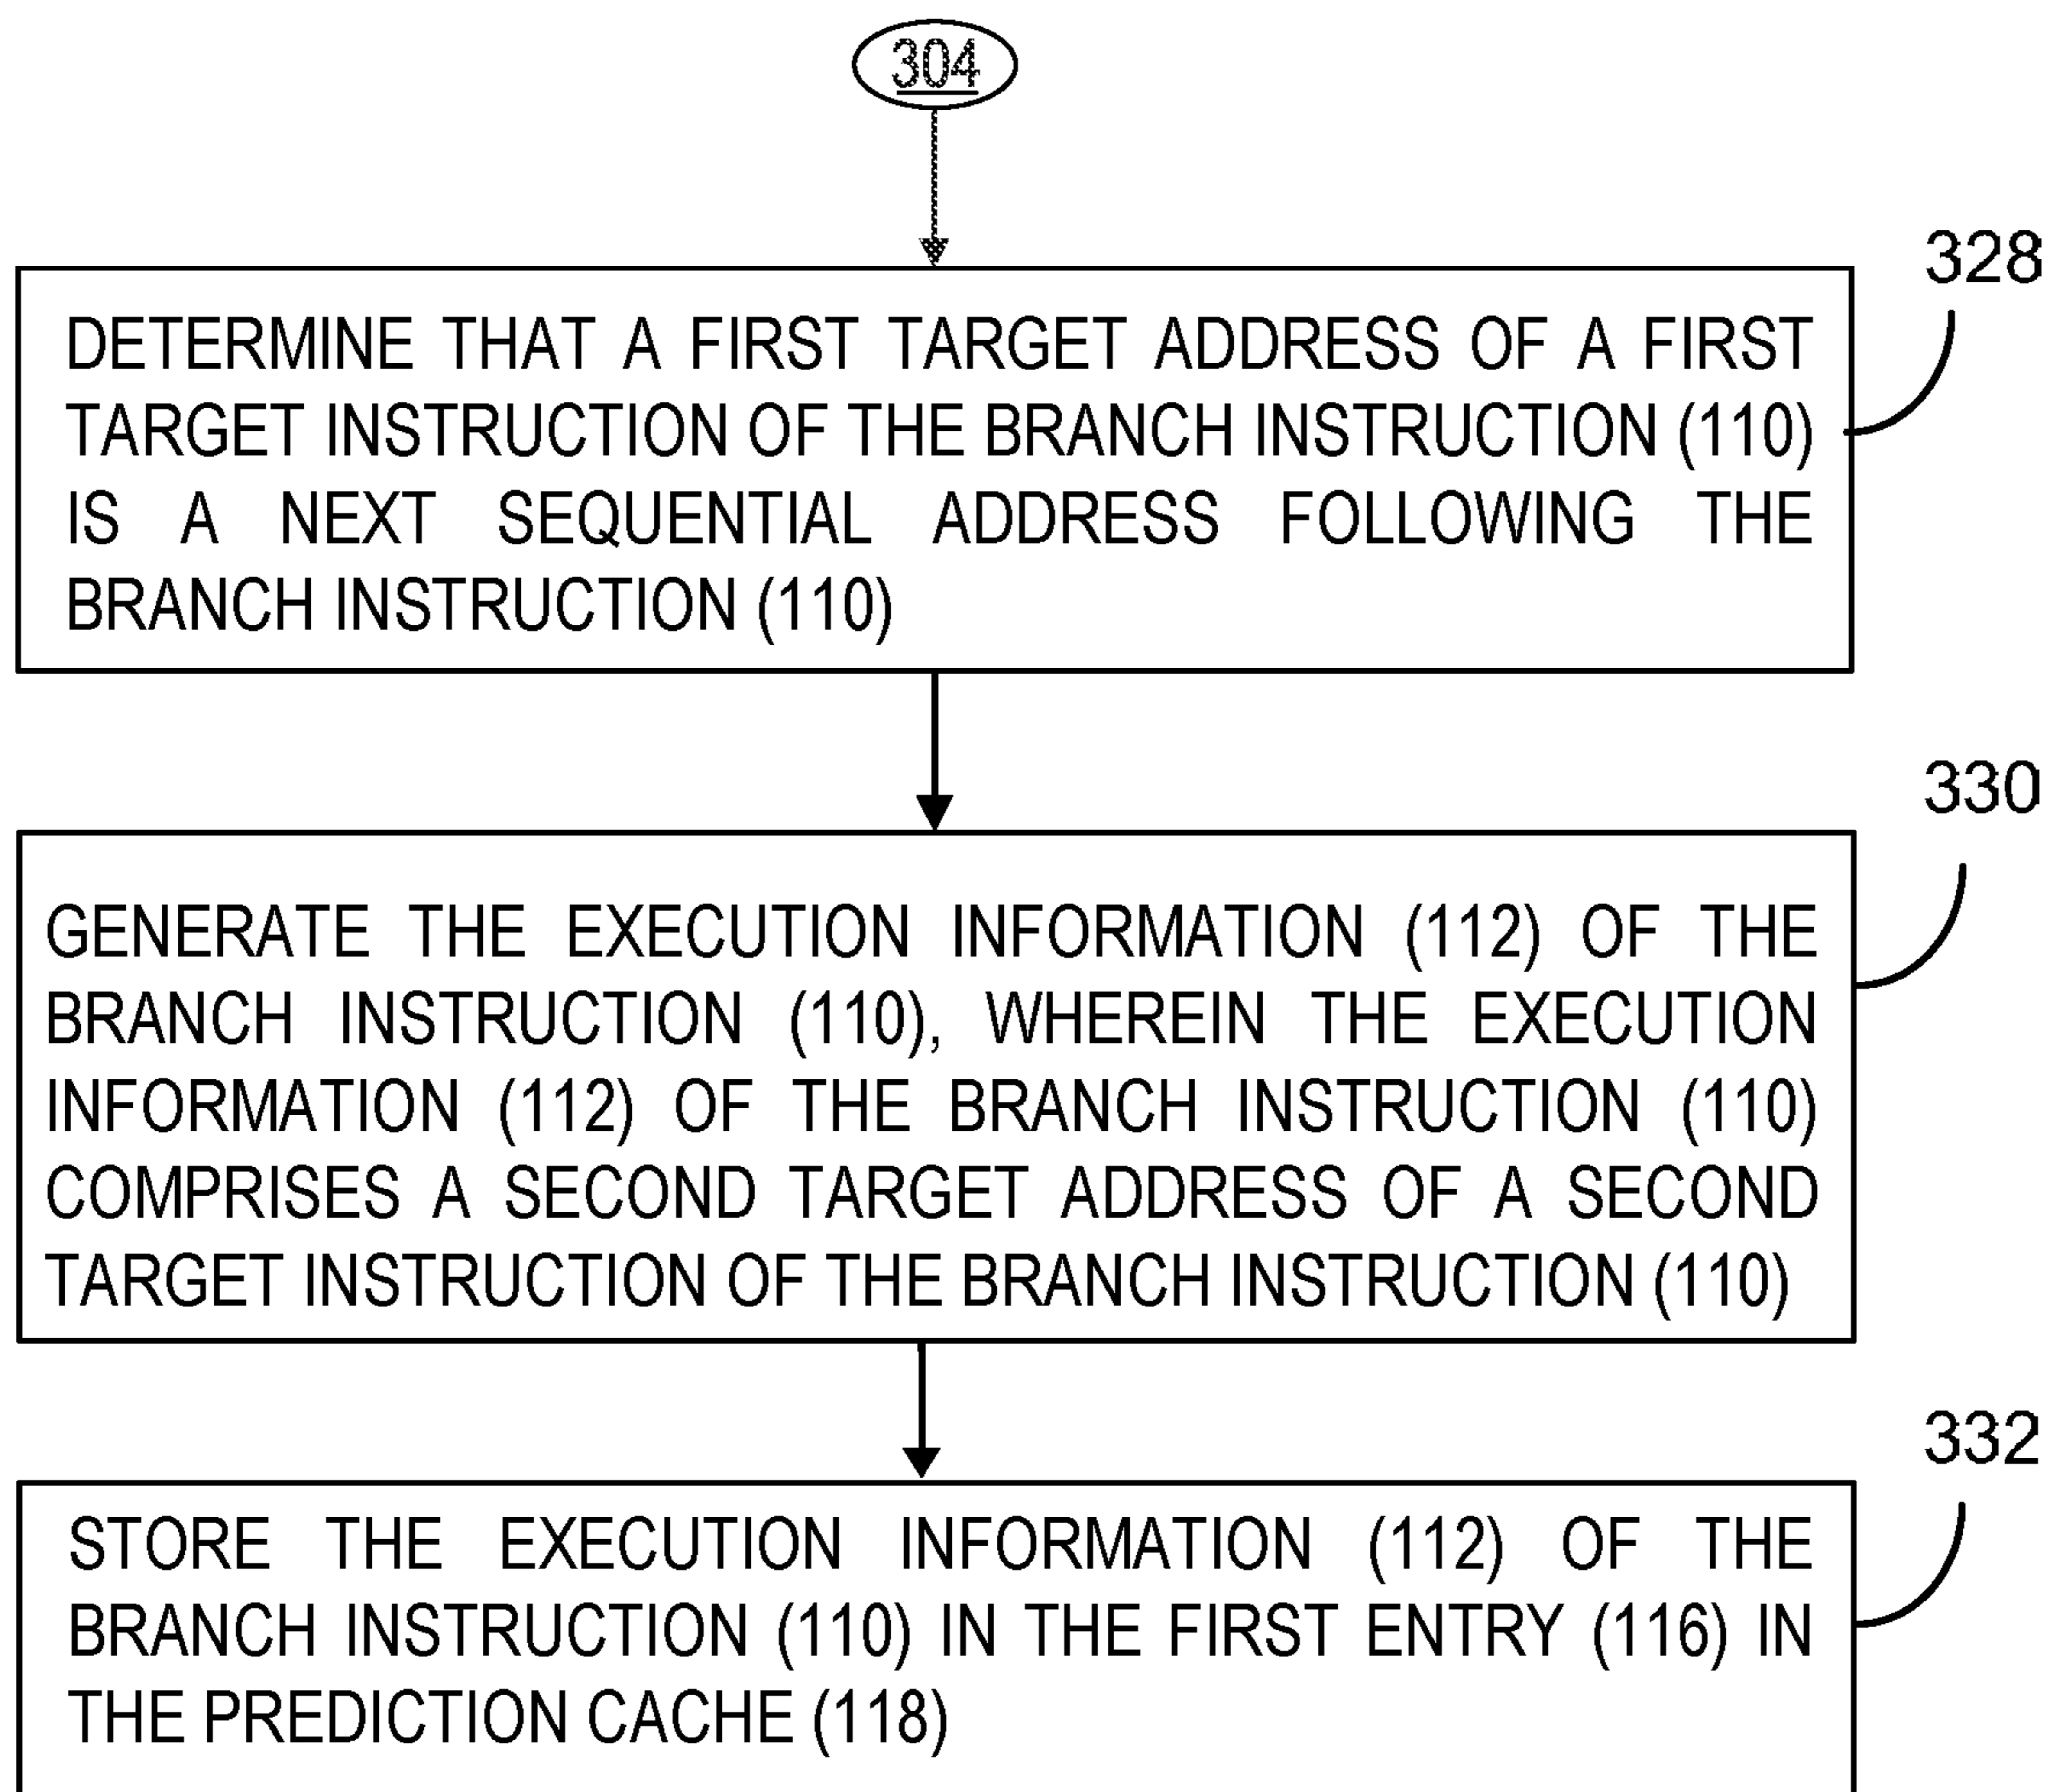 304
328
DETERMINE THAT A FIRST TARGET ADDRESS OF A FIRST
TARGET INSTRUCTION OF THE BRANCH INSTRUCTION (110)
IS A NEXT SEQUENTIAL ADDRESS FOLLOWING THE
BRANCH INSTRUCTION (110)
330
GENERATE THE EXECUTION INFORMATION (112) OF THE
BRANCH INSTRUCTION (110), WHEREIN THE EXECUTION
INFORMATION (112) OF THE BRANCH INSTRUCTION (110)
COMPRISES A SECOND TARGET ADDRESS OF A SECOND
TARGET INSTRUCTION OF THE BRANCH INSTRUCTION (110)
332
STORE THE EXECUTION INFORMATION (112) OF THE
BRANCH INSTRUCTION (110) IN THE FIRST ENTRY (116) IN
THE PREDICTION CACHE (118)